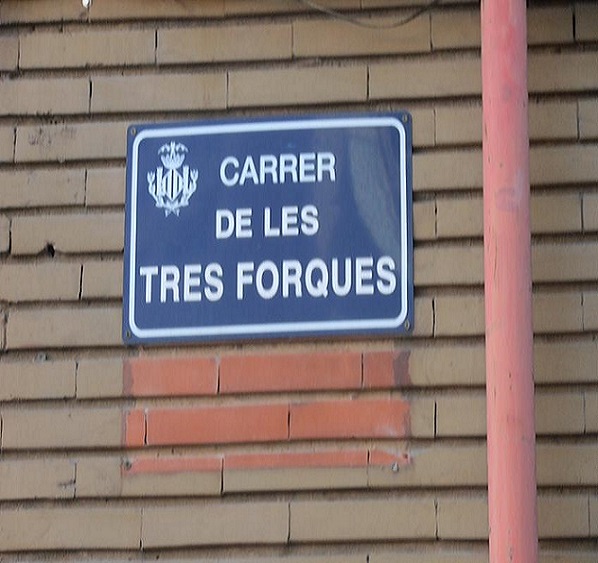 CARRER
DE LES
TRES FORQUES